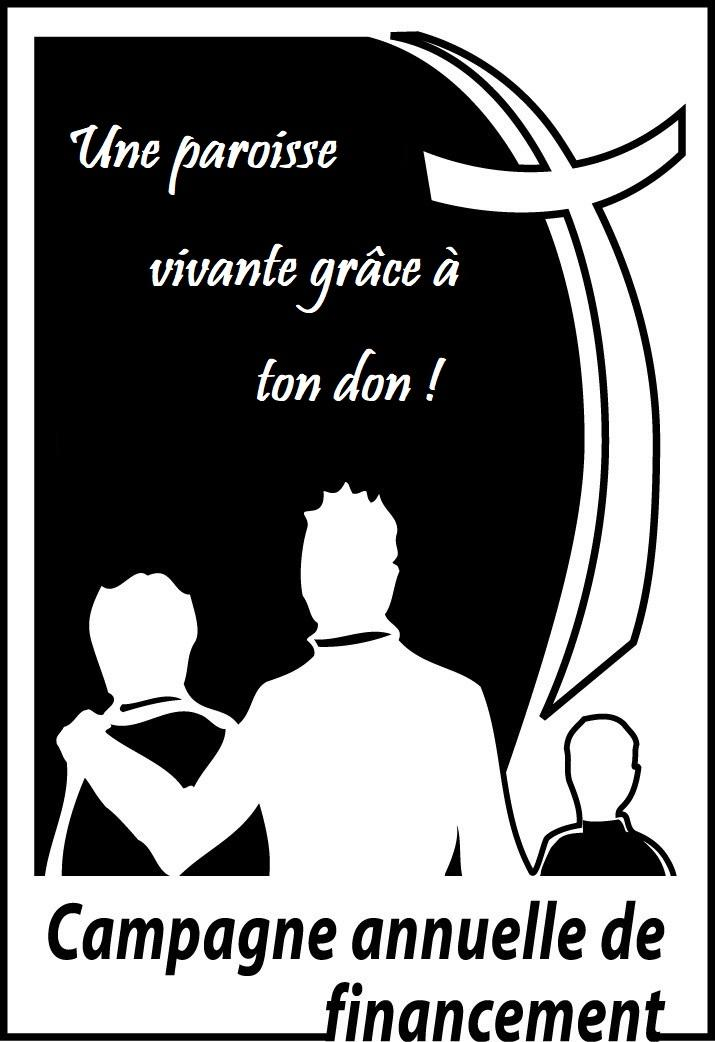 Une paroisse
vivante grâce à
ton don !
Campagne annuelle de
financement